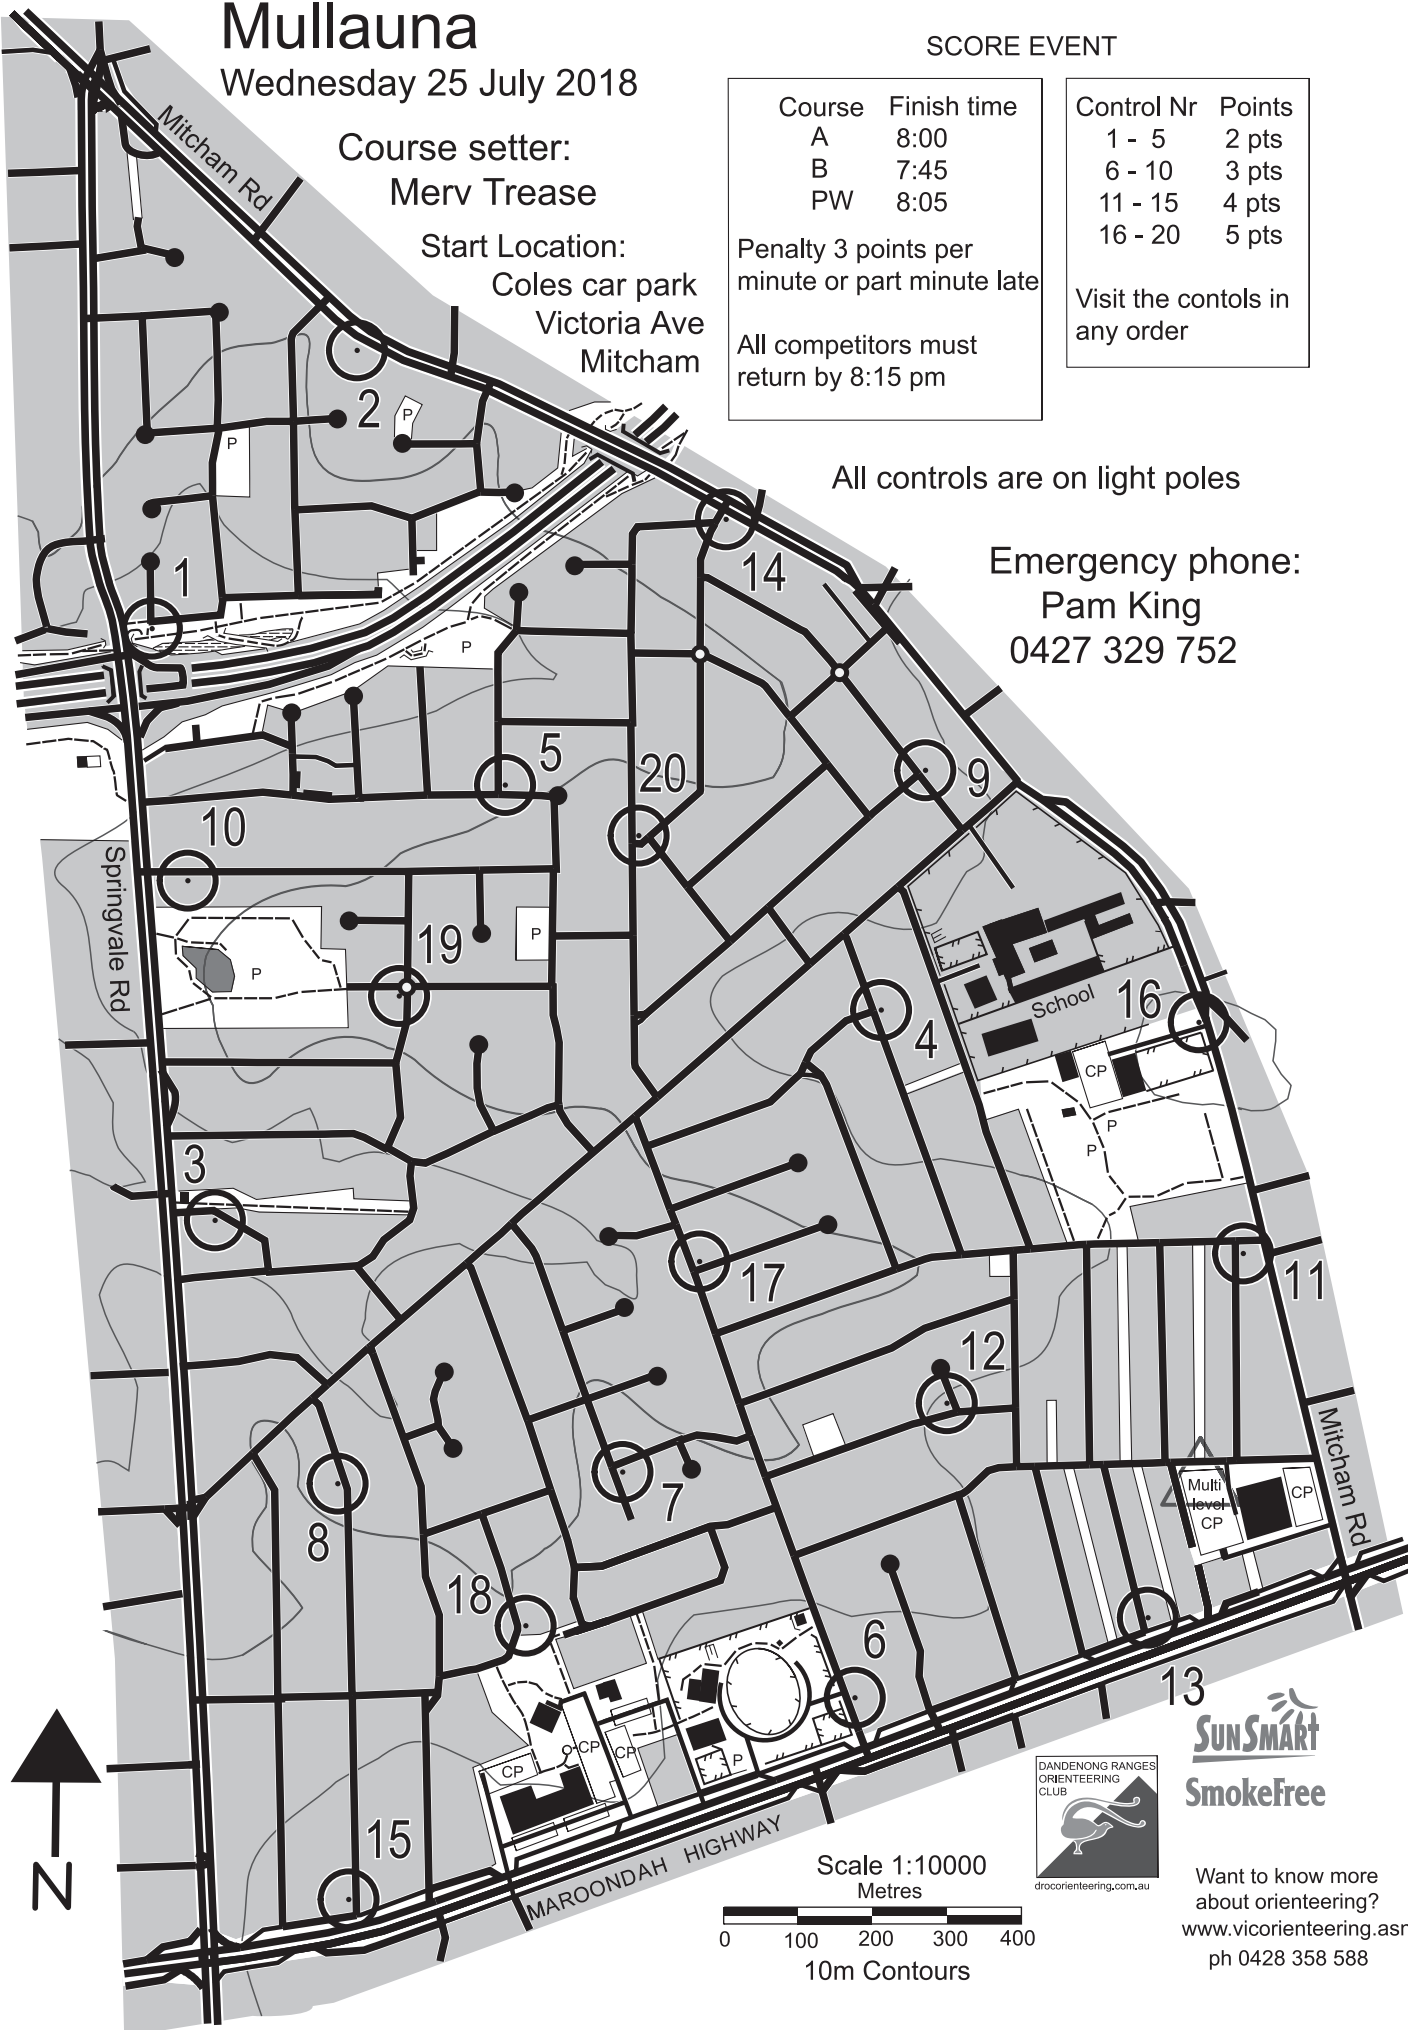 Mullauna
Wednesday 25 July 2018
Course setter:
Merv Trease
Start Location:
Coles car park
Victoria Ave
Mitcham
SCORE EVENT
Course Finish time
A 8:00
B 7:45
PW 8:05
Penalty 3 points per
minute or part minute late
All competitors must
return by 8:15 pm
Control Nr Points
1 - 5 2 pts
6 - 10 3 pts
11 - 15 4 pts
16 - 20 5 pts
Visit the contols in
any order
All controls are on light poles
Emergency phone:
Pam King
0427 329 752
Mitcham Rd
2
P
P
1
14
P
5
20
9
10
Springvale Rd
19
P
P
School
16
4
CP
P
P
3
17
11
12
Mitcham Rd
Multi
level
CP
CP
7
8
18
6
13
P
CP
CP
CP
15
N
MAROONDAH HIGHWAY
Scale 1:10000
Metres
0 100 200 300 400
10m Contours
DANDENONG RANGES
ORIENTEERING
CLUB
drocorienteering.com.au
SUNSMART
SmokeFree
Want to know more
about orienteering?
www.vicorienteering.asn
ph 0428 358 588